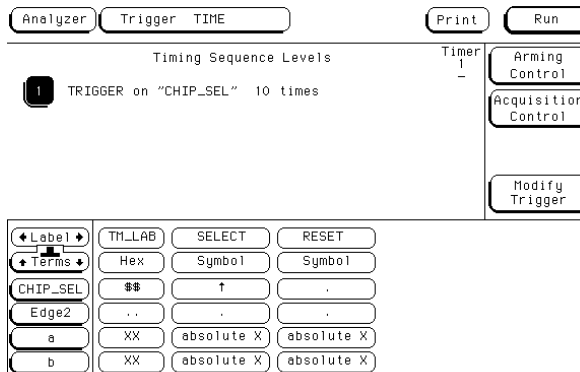 Analyzer Trigger TIME Print Run
Timing Sequence Levels
Timer
1
–
Arming
Control
1 TRIGGER on "CHIP_SEL" 10 times
Acquisition
Control
Modify
Trigger
Label TM_LAB SELECT RESET
Terms Hex Symbol Symbol
CHIP_SEL $$ ↑ .
Edge2 .. . .
a XX absolute X absolute X
b XX absolute X absolute X